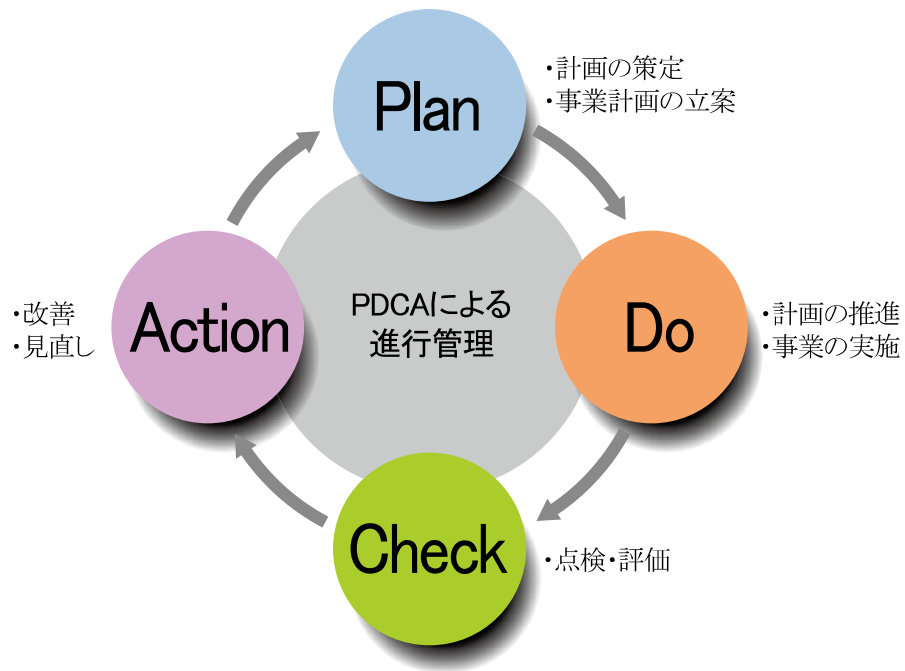 Plan
・計画の策定
・事業計画の立案
Do
・計画の推進
・事業の実施
Check
・点検・評価
Action
・改善
・見直し
PDCAによる
進行管理